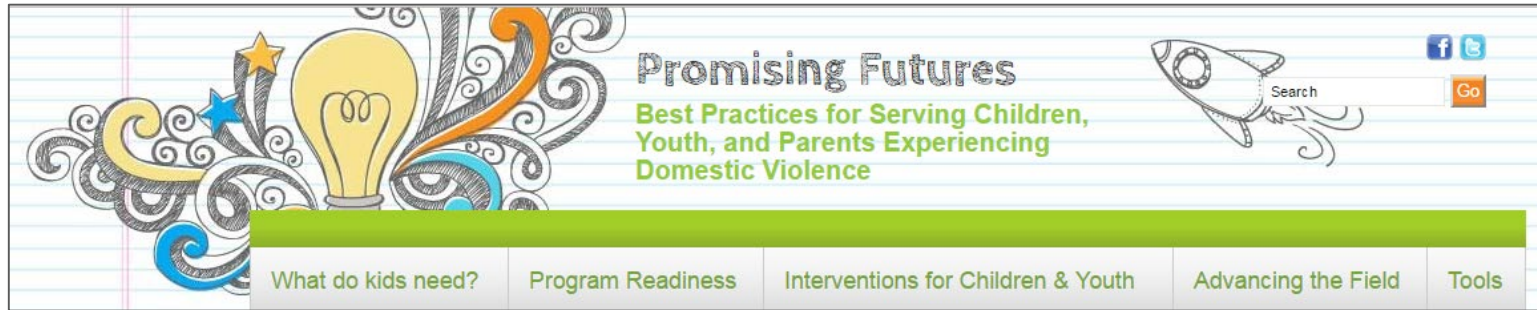 Promising Futures
Best Practices for Serving Children,
Youth, and Parents Experiencing
Domestic Violence
f t
Search Go
What do kids need? Program Readiness Interventions for Children & Youth Advancing the Field Tools